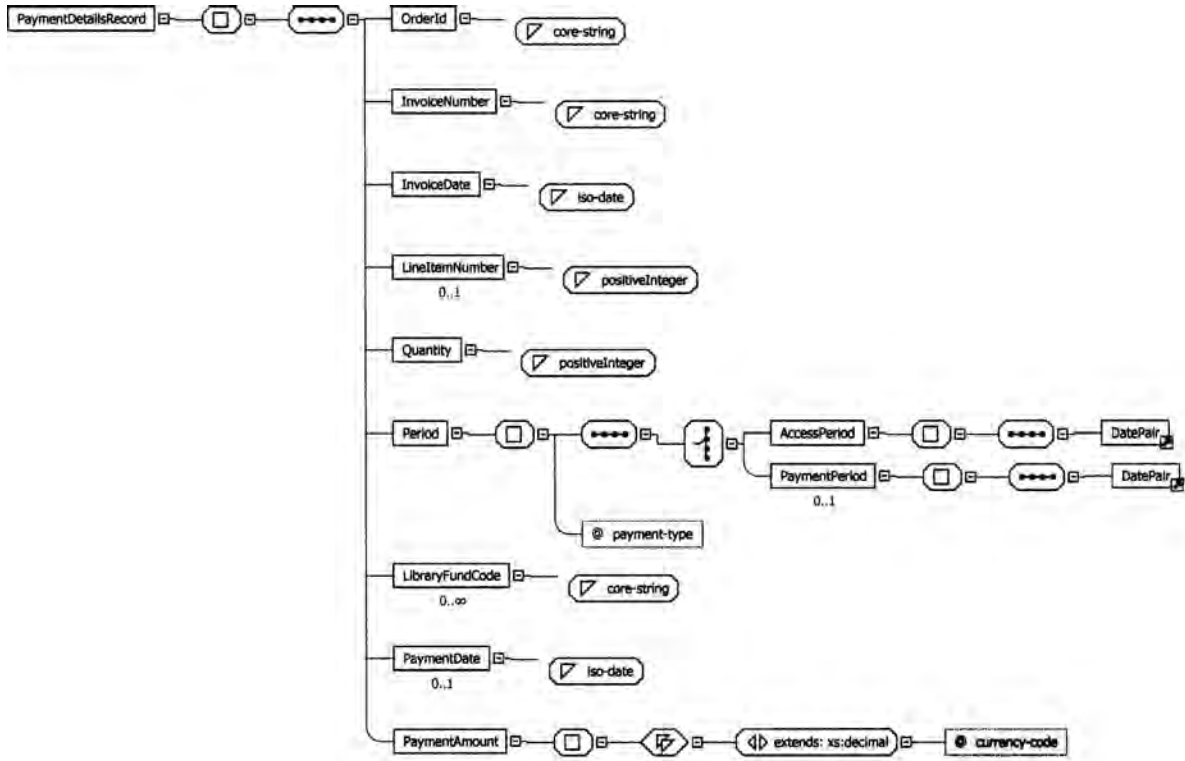 PaymentDetailsRecord
OrderId
core-string
InvoiceNumber
core-string
InvoiceDate
iso-date
LineItemNumber
0..1
positiveInteger
Quantity
positiveInteger
Period
AccessPeriod
DatePair
PaymentPeriod
DatePair
0..1
@ payment-type
LibraryFundCode
0..∞
core-string
PaymentDate
0..1
iso-date
PaymentAmount
extends: xs:decimal
@ currency-code